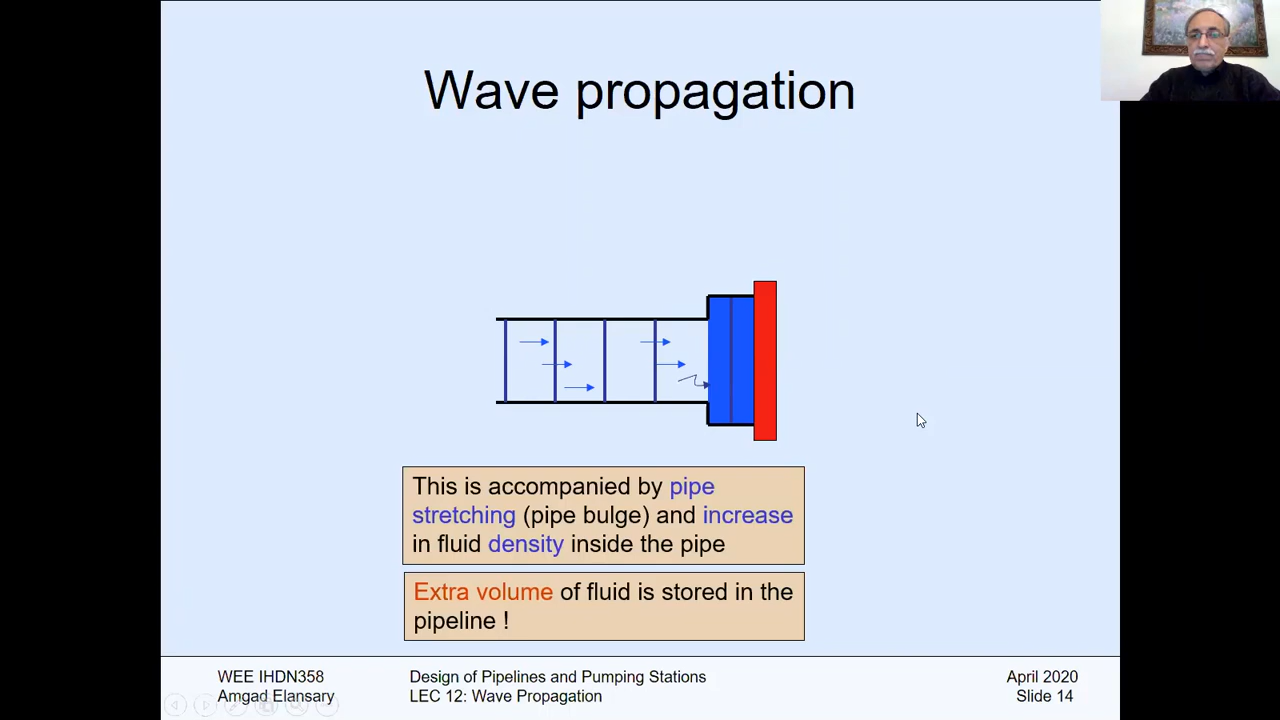 Wave propagation
This is accompanied by pipe
stretching (pipe bulge) and increase
in fluid density inside the pipe
Extra volume of fluid is stored in the
pipeline !
WEE IHDN358
Amgad Elansary
Design of Pipelines and Pumping Stations
LEC 12: Wave Propagation
April 2020
Slide 14